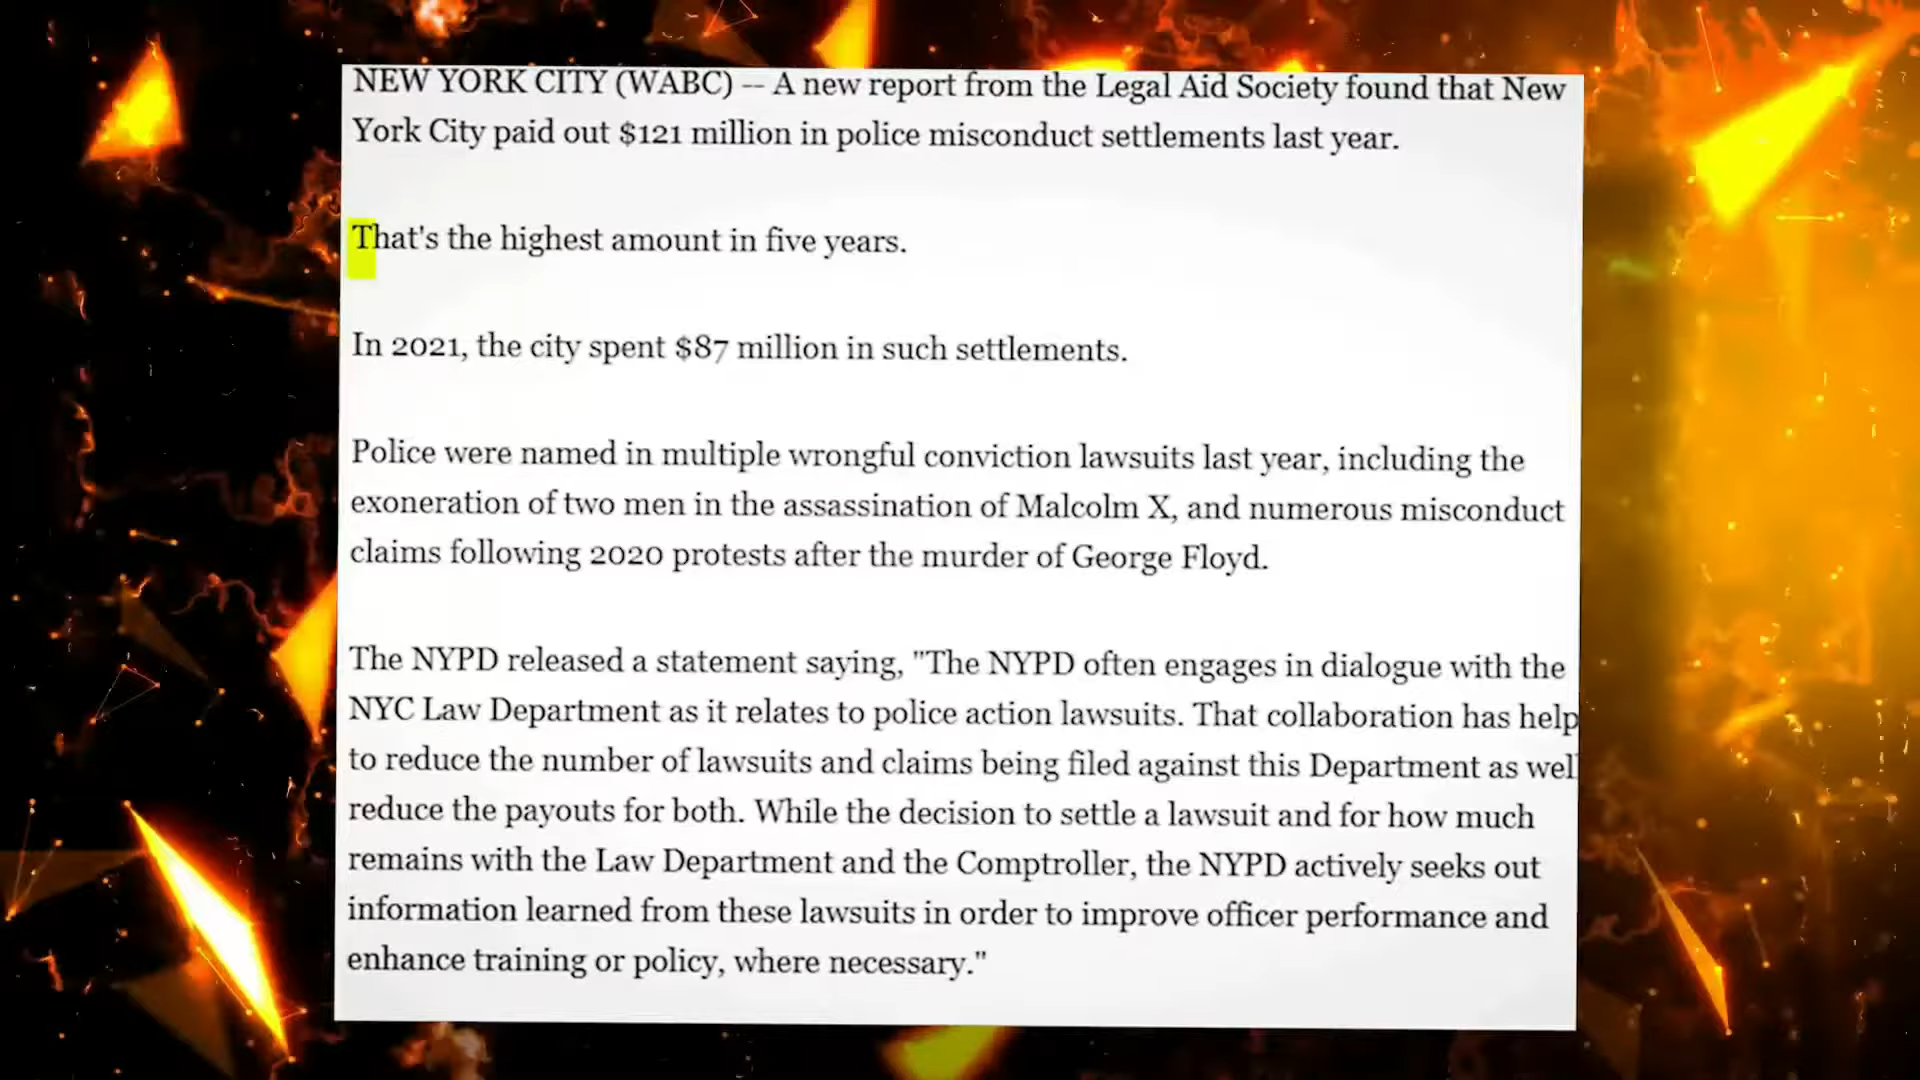 NEW YORK CITY (WABC) -- A new report from the Legal Aid Society found that New
York City paid out $121 million in police misconduct settlements last year.
That's the highest amount in five years.
In 2021, the city spent $87 million in such settlements.
Police were named in multiple wrongful conviction lawsuits last year, including the
exoneration of two men in the assassination of Malcolm X, and numerous misconduct
claims following 2020 protests after the murder of George Floyd.
The NYPD released a statement saying, "The NYPD often engages in dialogue with the
NYC Law Department as it relates to police action lawsuits. That collaboration has help
to reduce the number of lawsuits and claims being filed against this Department as wel
reduce the payouts for both. While the decision to settle a lawsuit and for how much
remains with the Law Department and the Comptroller, the NYPD actively seeks out
information learned from these lawsuits in order to improve officer performance and
enhance training or policy, where necessary."